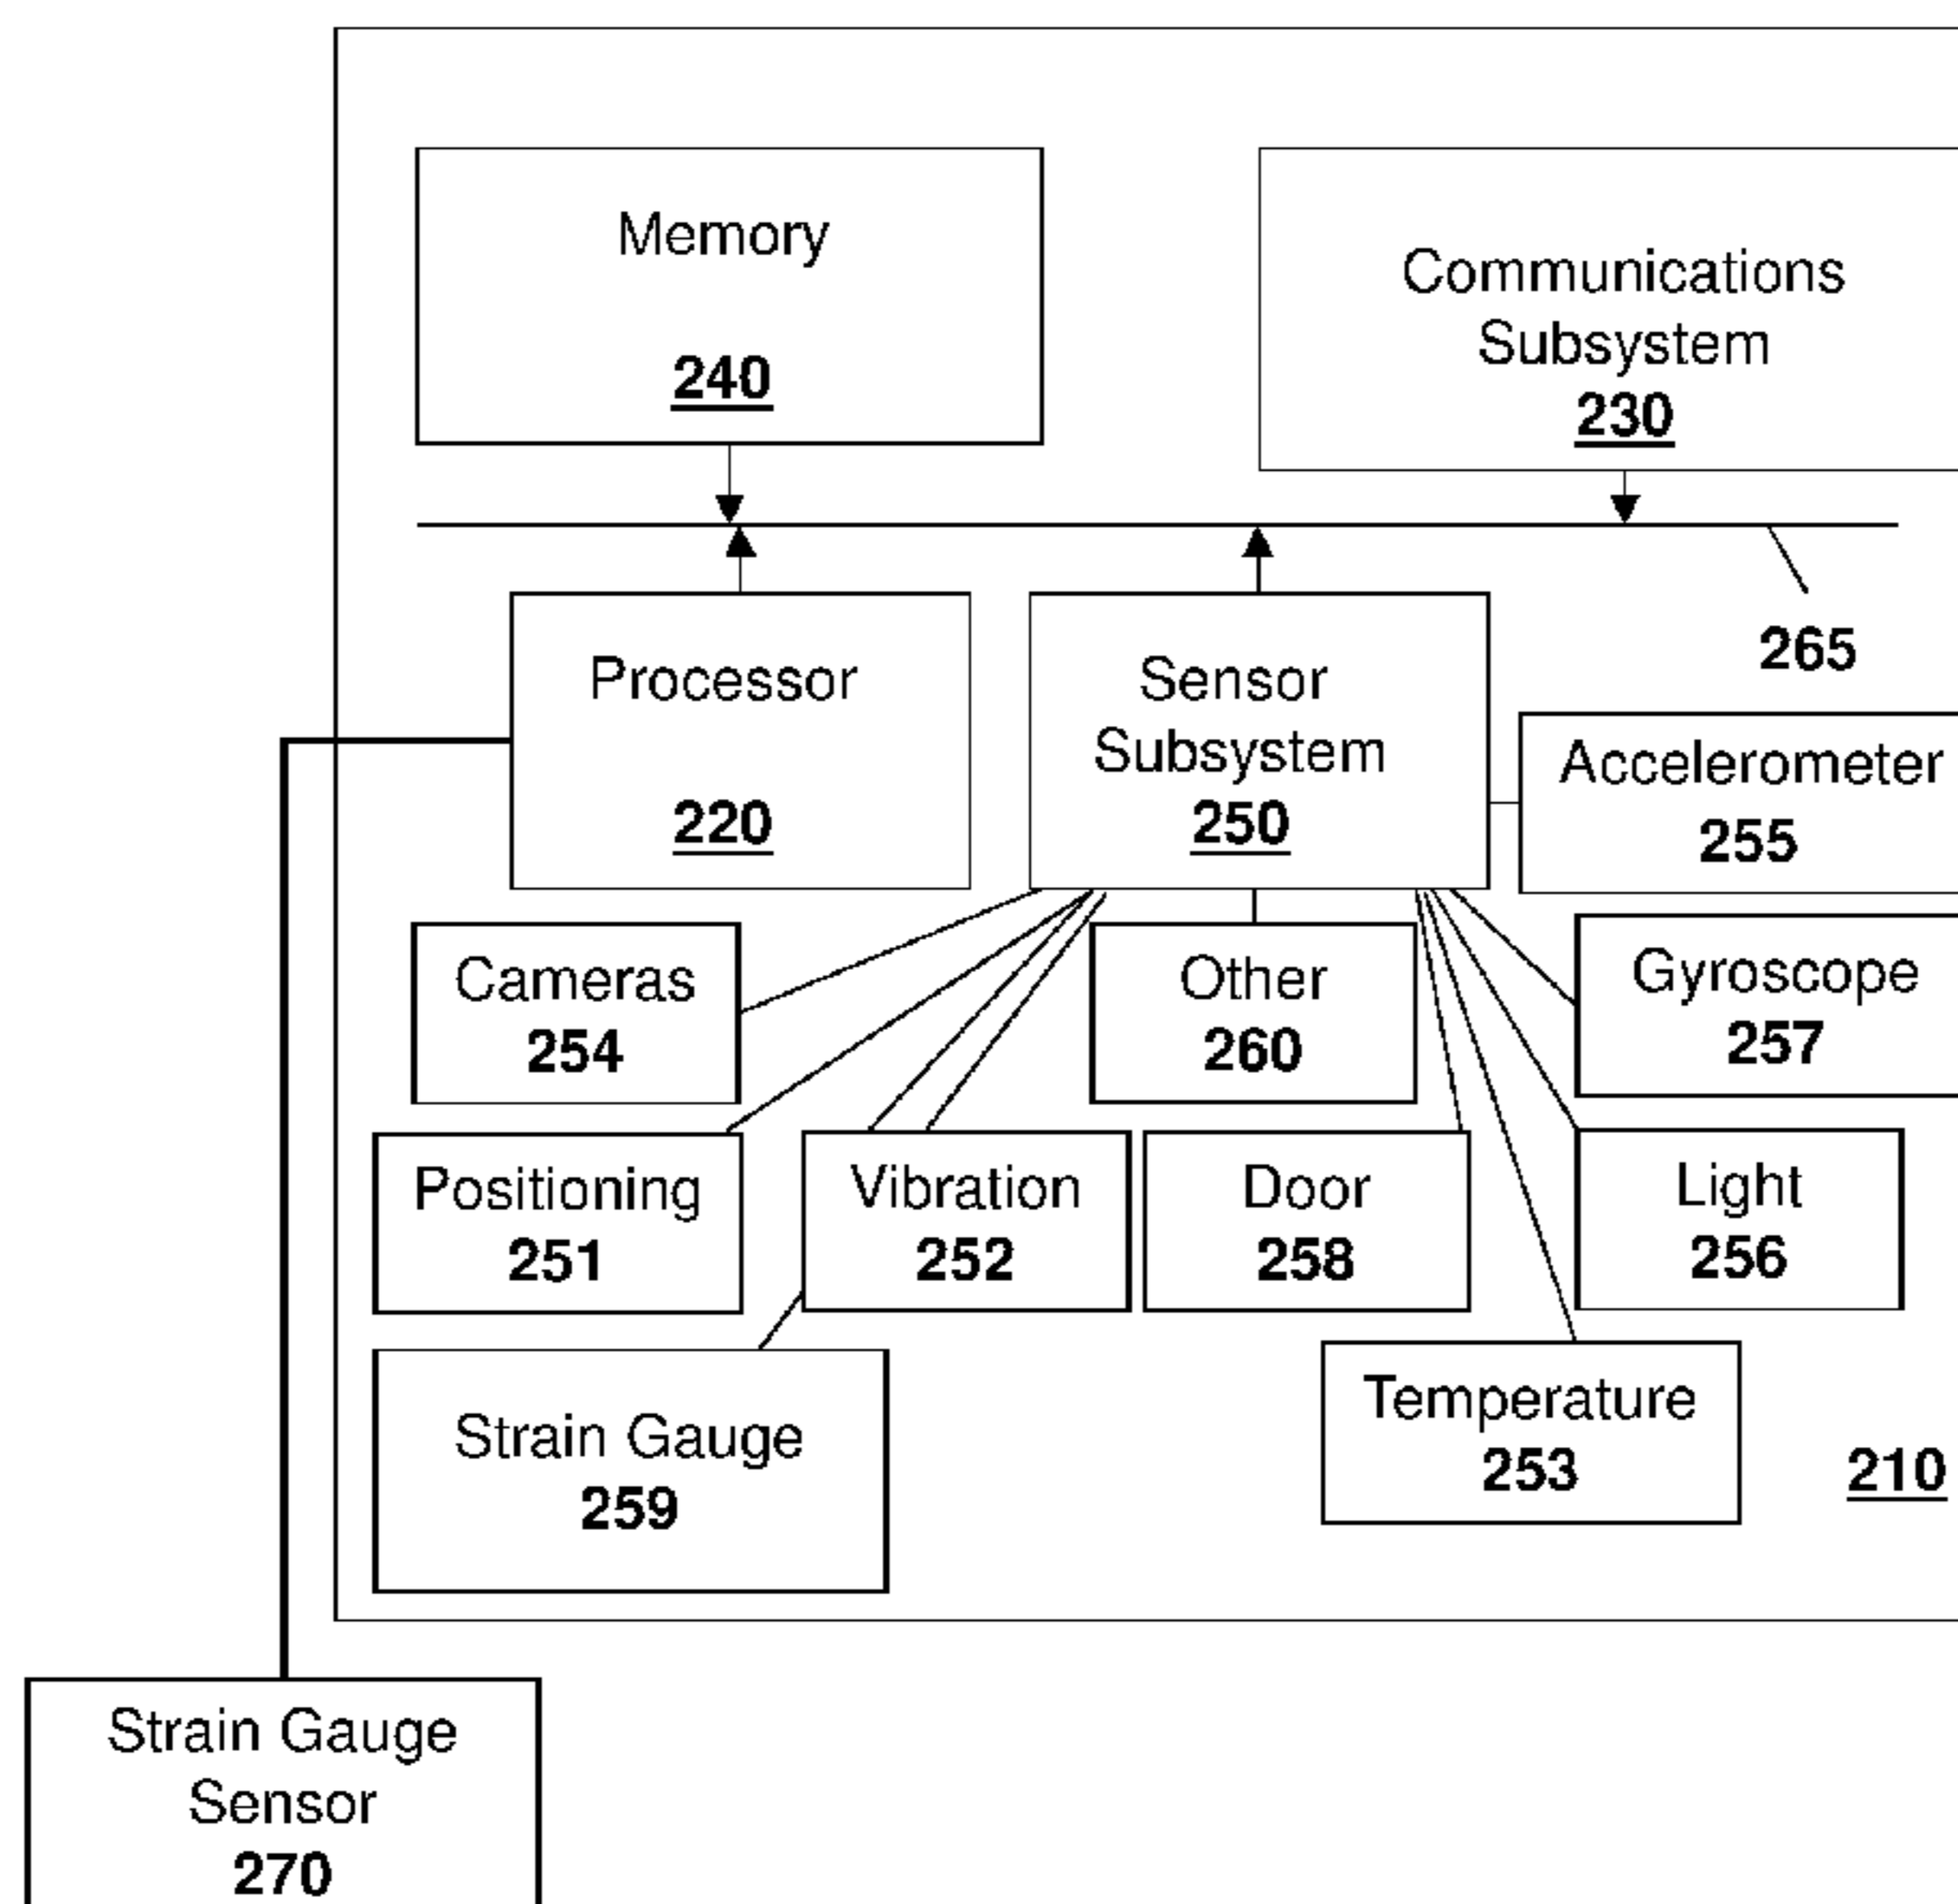 Memory
240
Communications
Subsystem
230
265
Processor
220
Sensor
Subsystem
250
Accelerometer
255
Cameras
254
Other
260
Gyroscope
257
Positioning
251
Vibration
252
Door
258
Light
256
Strain Gauge
259
Temperature
253
210
Strain Gauge
Sensor
270